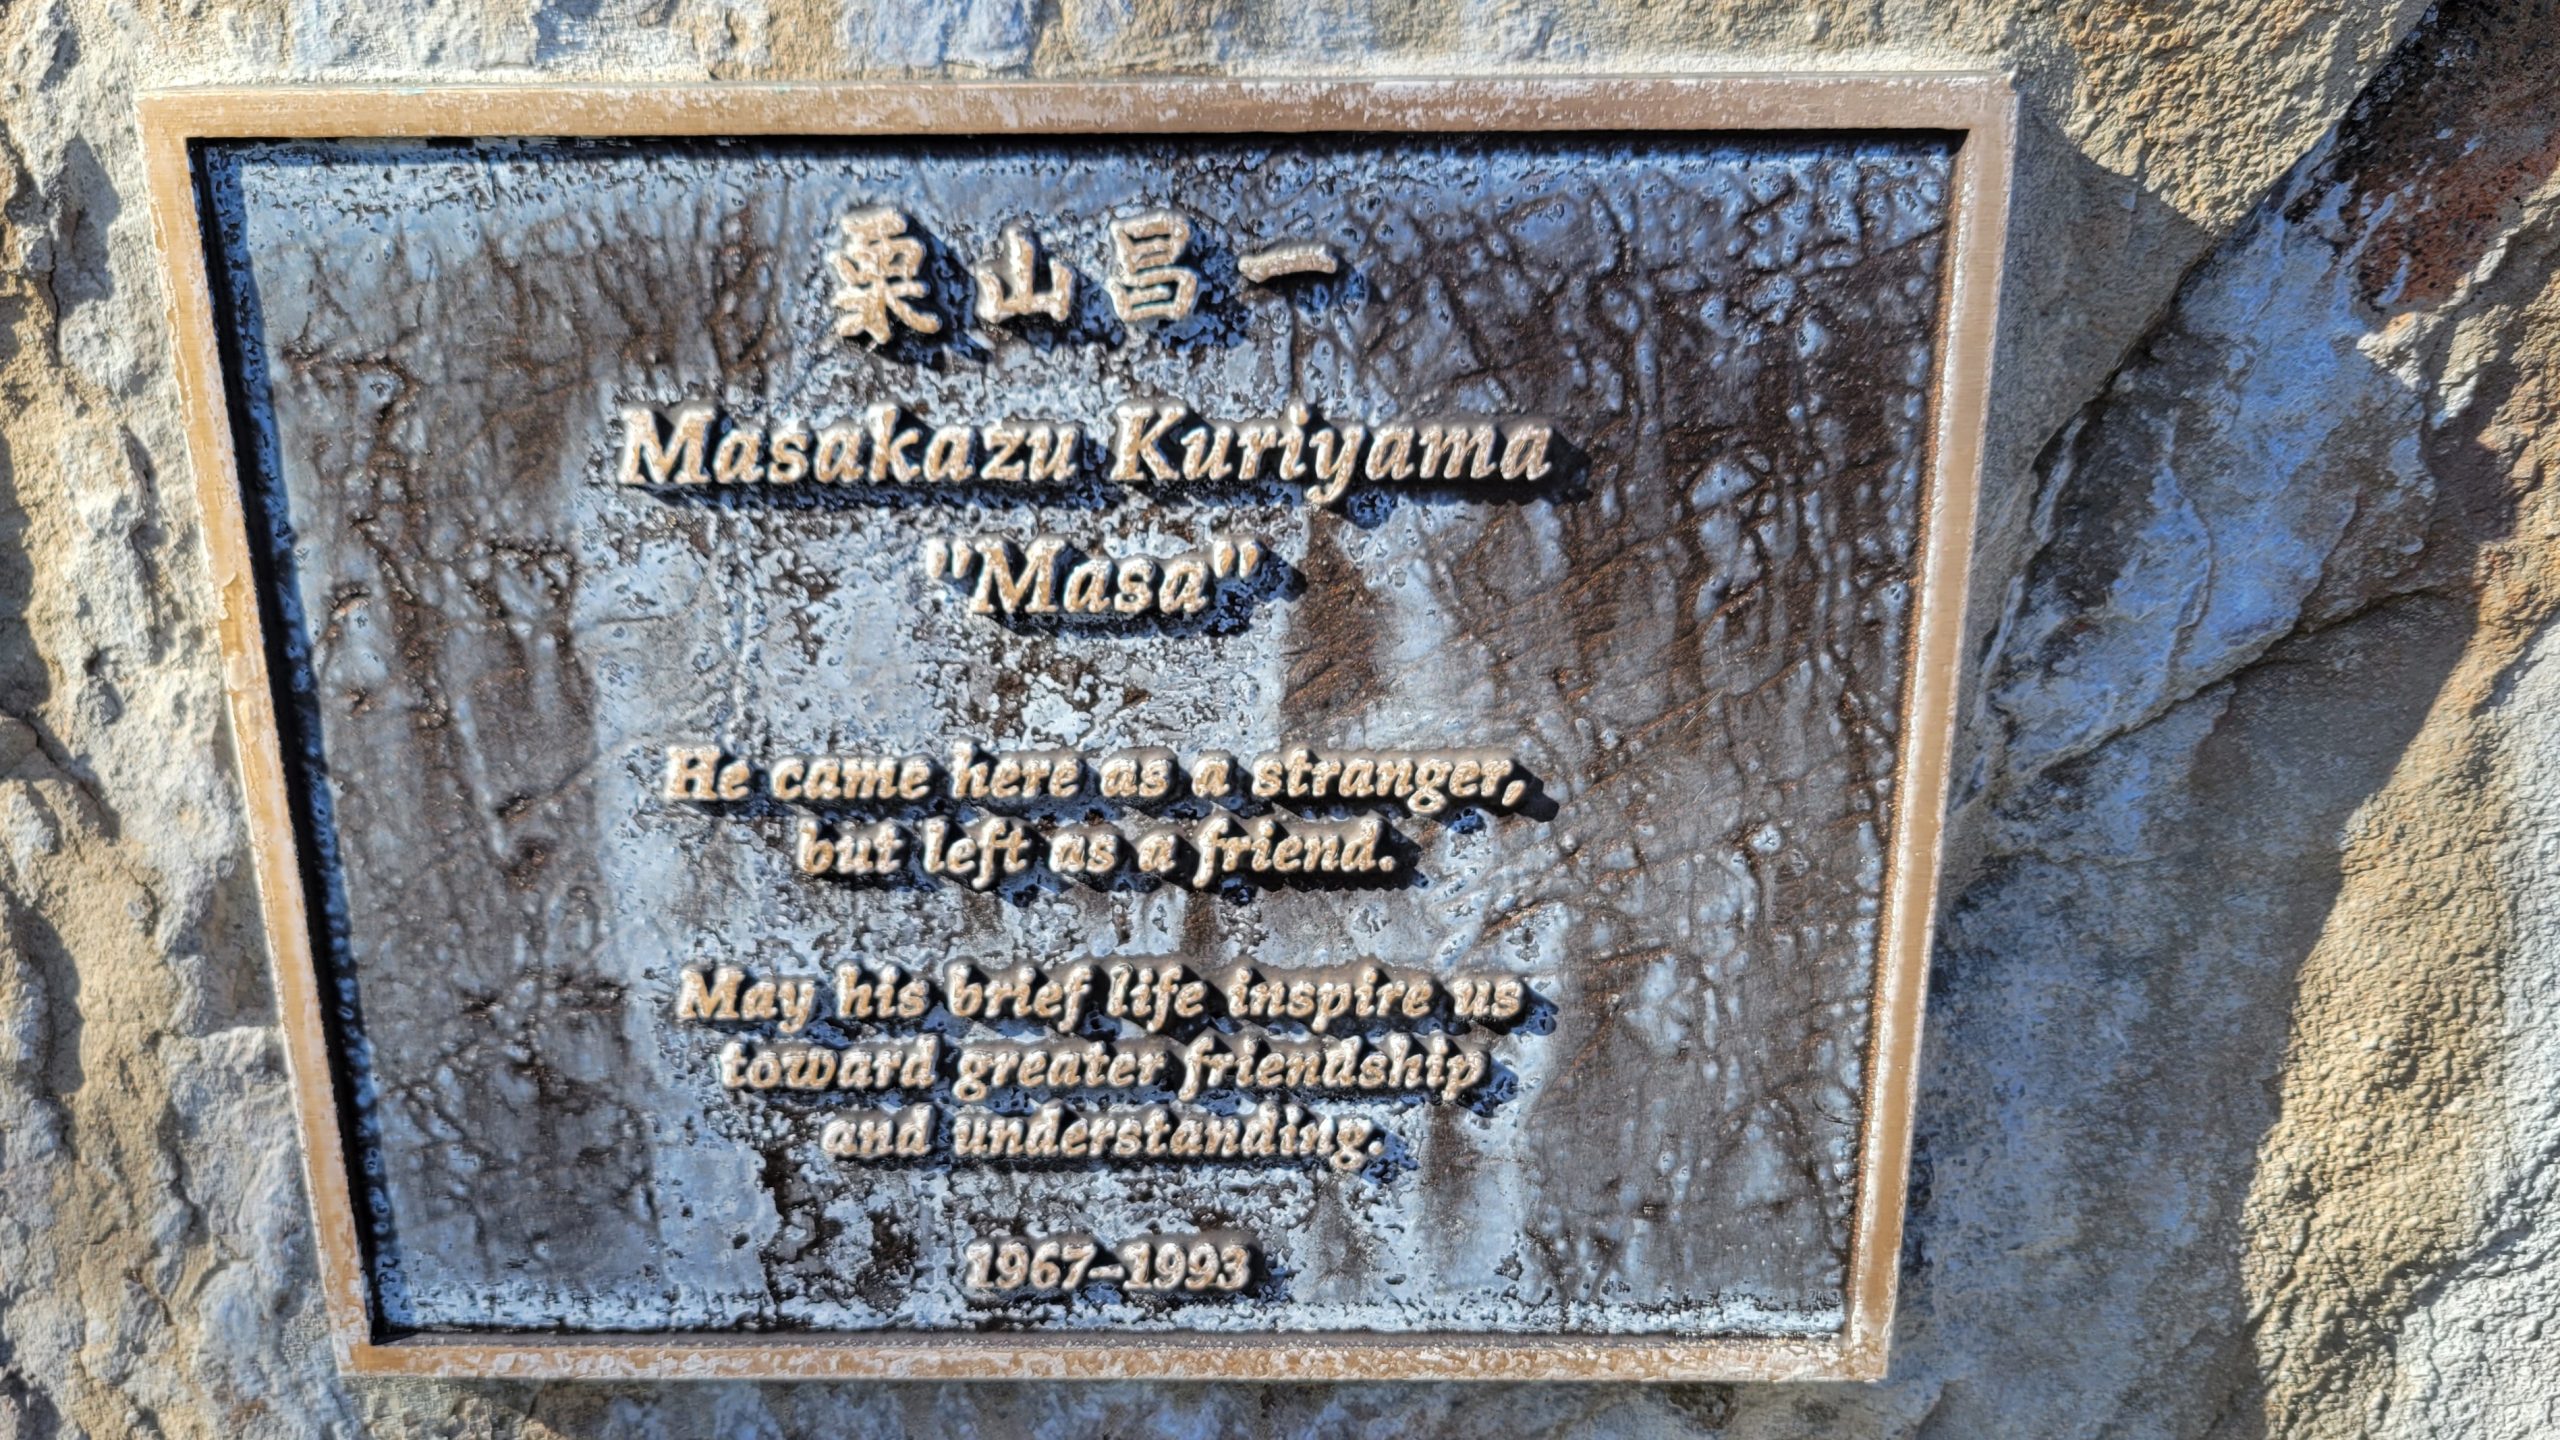 栗山昌一
Masakazu Kuriyama
"Masa"
He came here as a stranger,
but left as a friend.
May his brief life inspire us
toward greater friendship
and understanding.
1967-1993